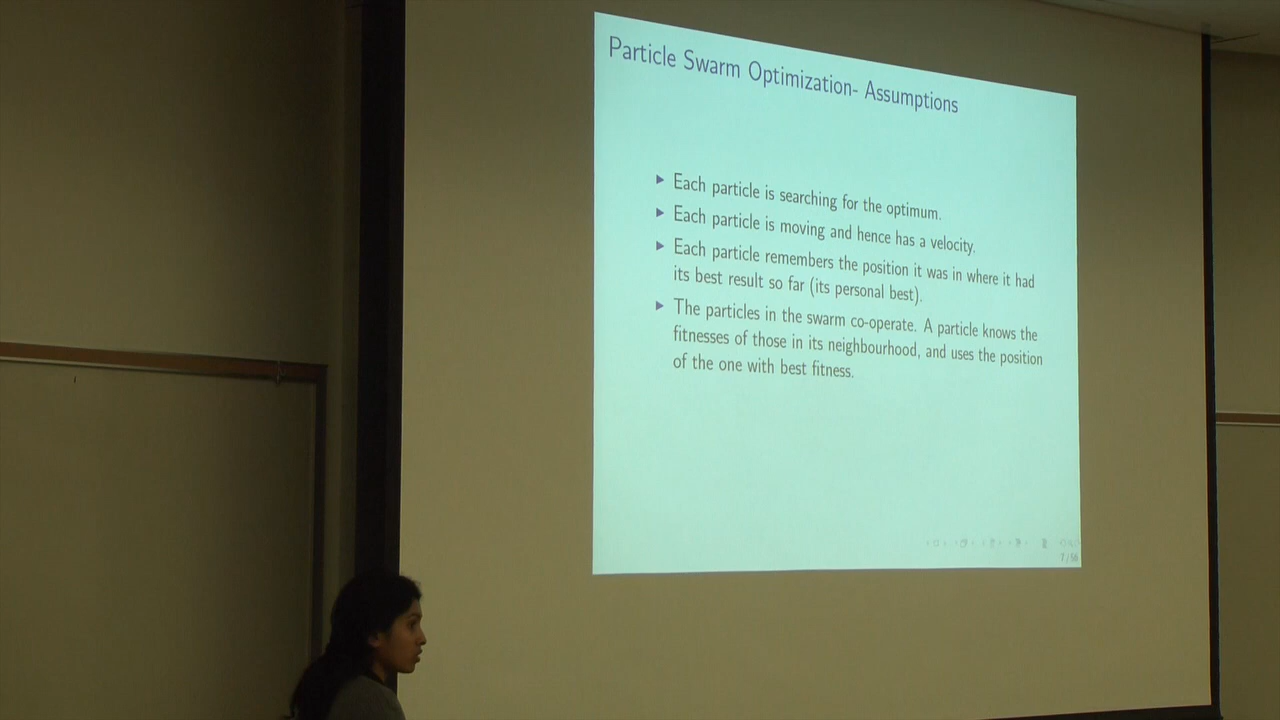 Particle Swarm Optimization- Assumptions
Each particle is searching for the optimum.
Each particle is moving and hence has a velocity.
Each particle remembers the position it was in where it had
its best result so far (its personal best).
The particles in the swarm co-operate. A particle knows the
fitnesses of those in its neighbourhood, and uses the position
of the one with best fitness.
7 / 56